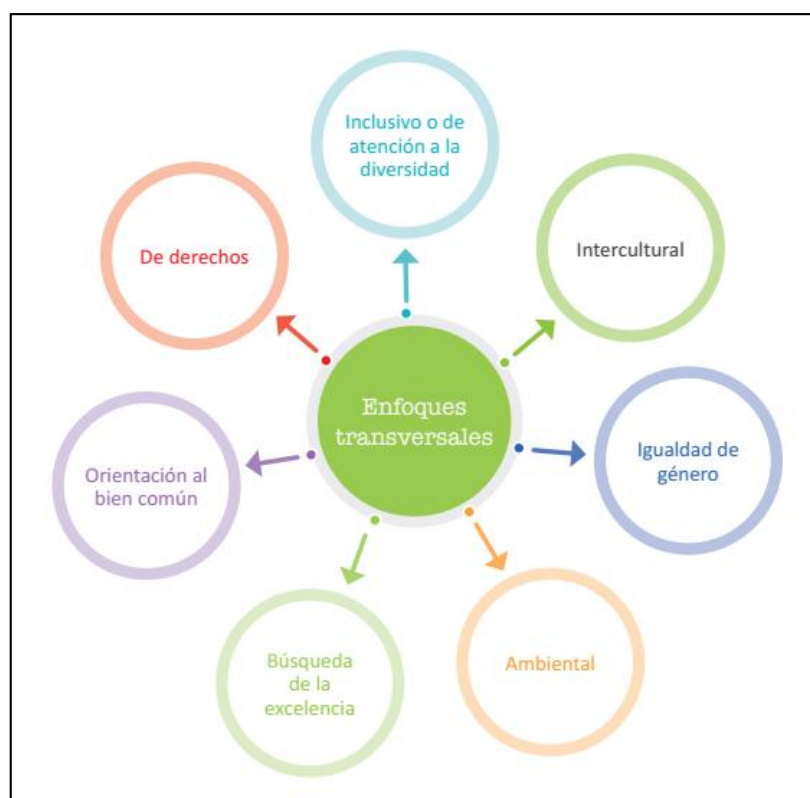 Inclusivo o de
atención a la
diversidad
De derechos
Intercultural
Enfoques
transversales
Orientación al
bien común
Igualdad de
género
Búsqueda
de la
excelencia
Ambiental